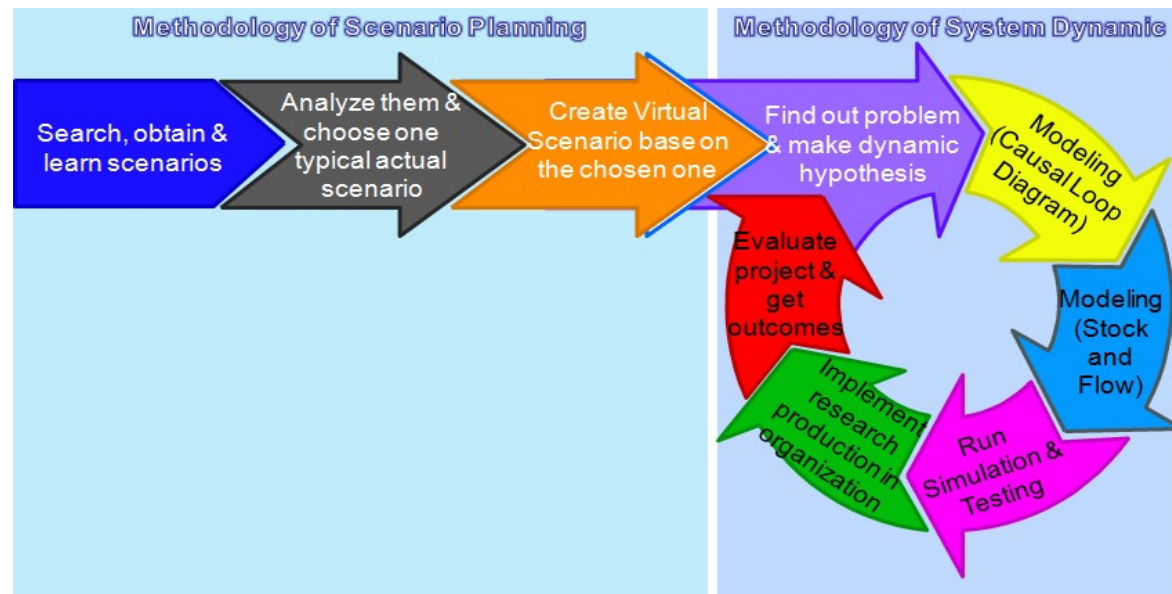 Methodology of Scenario Planning
Methodology of System Dynamic
Search, obtain &
learn scenarios
Analyze them &
choose one
typical actual
scenario
Create Virtual
Scenario base on
the chosen one
Find out problem
& make dynamic
hypothesis
Modeling
(Causal Loop
Diagram)
Modeling
(Stock
and
Flow)
Run
Simulation &
Testing
Implement
research
production in
organization
Evaluate
project &
get
outcomes